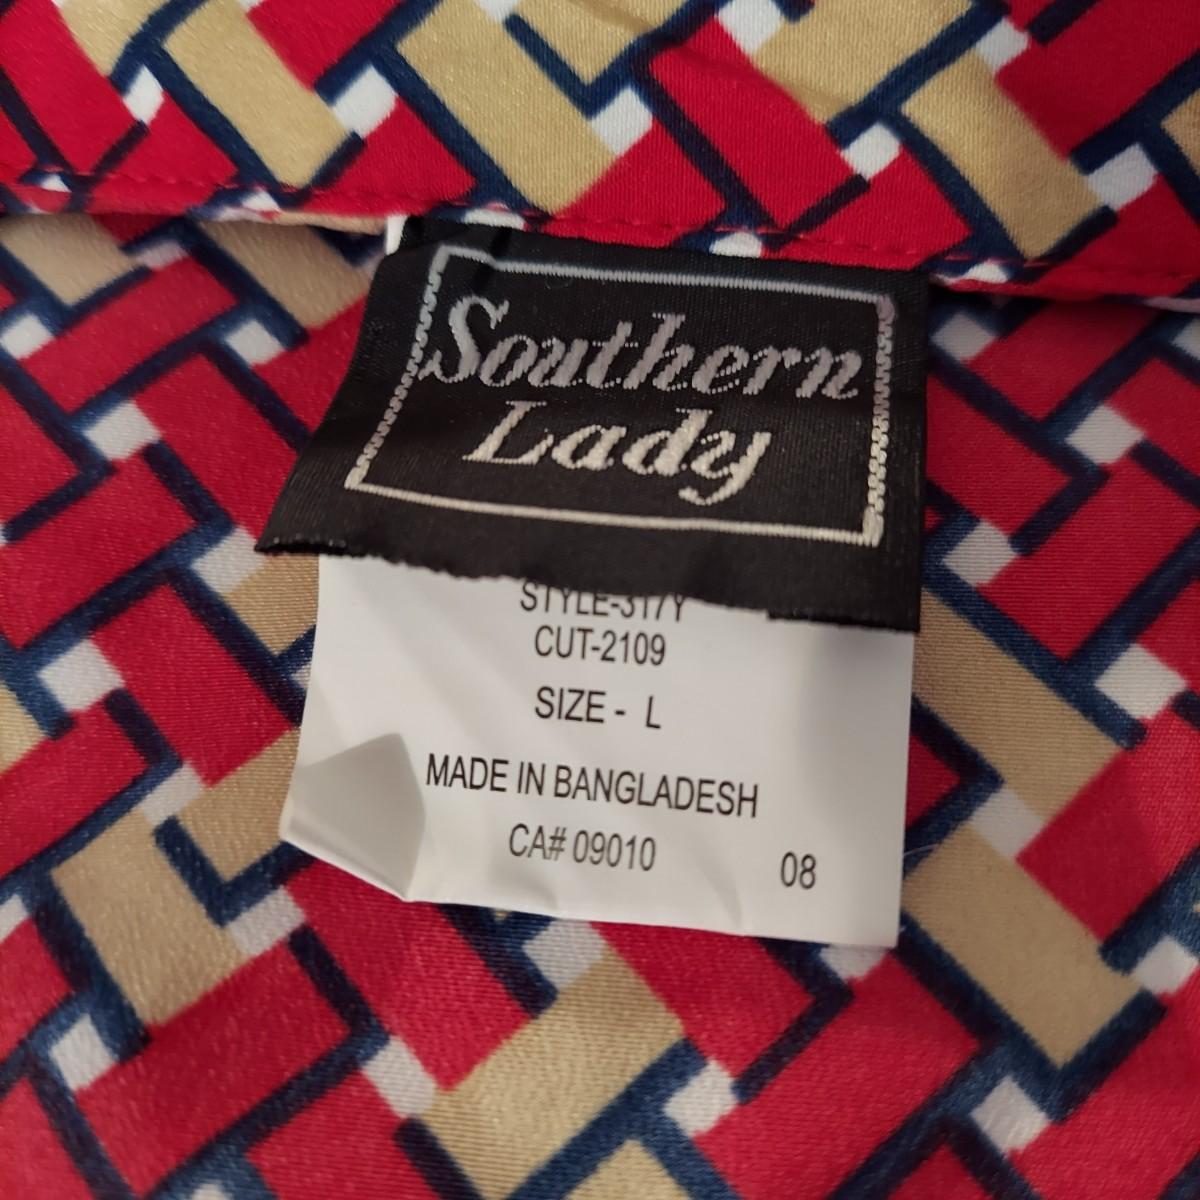 Southern
Lady
STYLE-317Y
CUT-2109
SIZE - L
MADE IN BANGLADESH
CA# 09010
08